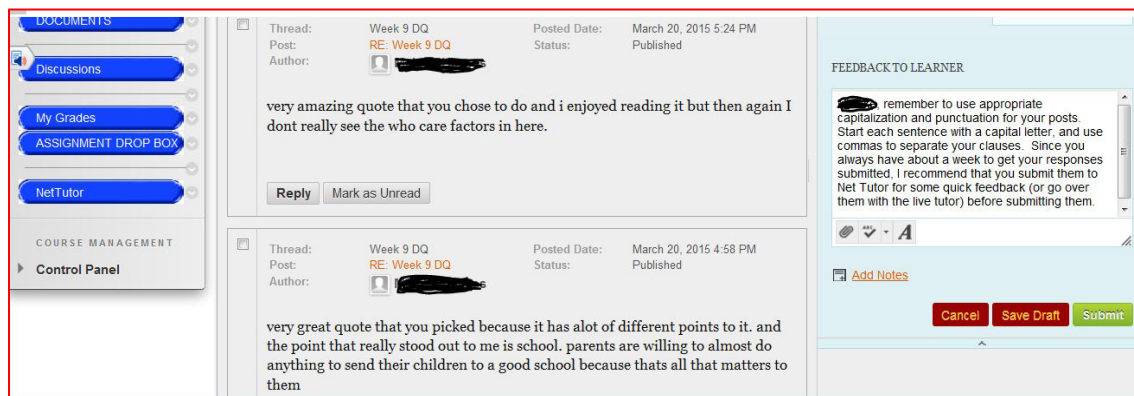 DOCUMENTS
Discussions
My Grades
ASSIGNMENT DROP BOX
NetTutor
COURSE MANAGEMENT
Control Panel
Thread: Week 9 DQ Posted Date: March 20, 2015 5:24 PM
Post: RE: Week 9 DQ Status: Published
Author:
very amazing quote that you chose to do and i enjoyed reading it but then again I
dont really see the who care factors in here.
Reply Mark as Unread
Thread: Week 9 DQ Posted Date: March 20, 2015 4:58 PM
Post: RE: Week 9 DQ Status: Published
Author:
very great quote that you picked because it has alot of different points to it. and
the point that really stood out to me is school. parents are willing to almost do
anything to send their children to a good school because thats all that matters to
them
FEEDBACK TO LEARNER
, remember to use appropriate
capitalization and punctuation for your posts.
Start each sentence with a capital letter, and use
commas to separate your clauses. Since you
always have about a week to get your responses
submitted, I recommend that you submit them to
Net Tutor for some quick feedback (or go over
them with the live tutor) before submitting them.
ABC A
Add Notes
Cancel Save Draft Submit